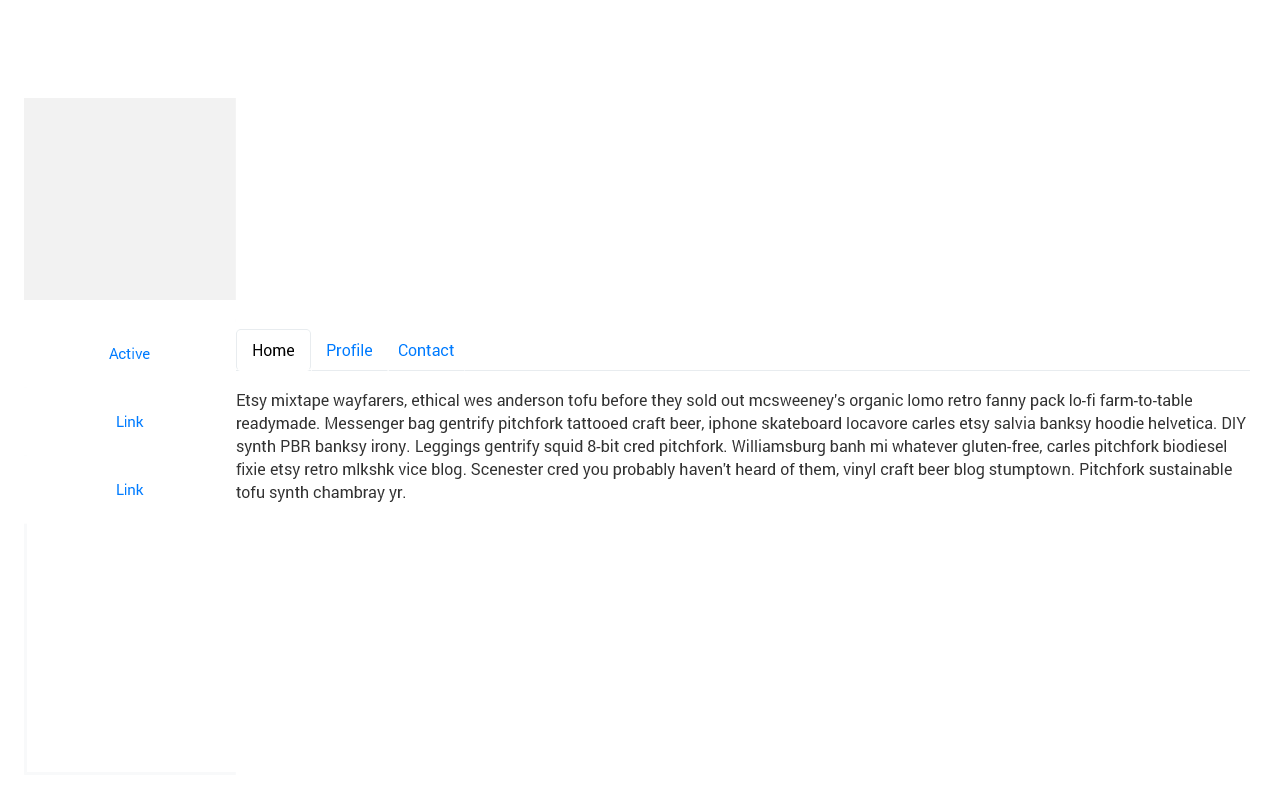 Active
Link
Link
Home Profile Contact
Etsy mixtape wayfarers, ethical wes anderson tofu before they sold out mcsweeney's organic lomo retro fanny pack lo-fi farm-to-table
readymade. Messenger bag gentrify pitchfork tattooed craft beer, iphone skateboard locavore carles etsy salvia banksy hoodie helvetica. DIY
synth PBR banksy irony. Leggings gentrify squid 8-bit cred pitchfork. Williamsburg banh mi whatever gluten-free, carles pitchfork biodiesel
fixie etsy retro mlkshk vice blog. Scenester cred you probably haven't heard of them, vinyl craft beer blog stumptown. Pitchfork sustainable
tofu synth chambray yr.